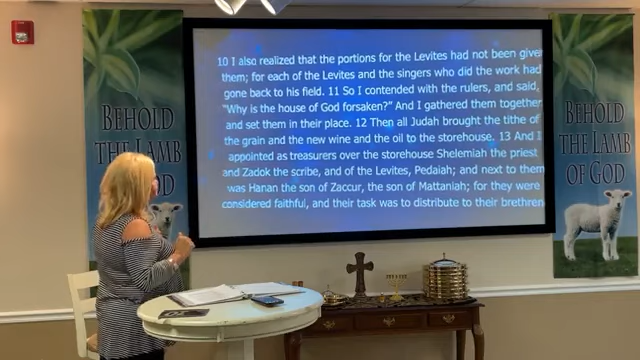 10 I also realized that the portions for the Levites had not been given
them; for each of the Levites and the singers who did the work had
gone back to his field. 11 So I contended with the rulers, and said,
"Why is the house of God forsaken?" And I gathered them together
and set them in their place. 12 Then all Judah brought the tithe of
the grain and the new wine and the oil to the storehouse. 13 And I
appointed as treasurers over the storehouse Shelemiah the priest
and Zadok the scribe, and of the Levites, Pedaiah; and next to them
was Hanan the son of Zaccur, the son of Mattaniah; for they were
considered faithful, and their task was to distribute to their brethren
BEHOLD
THE LAMB
BEHOLD
THE LAMB
OF GOD